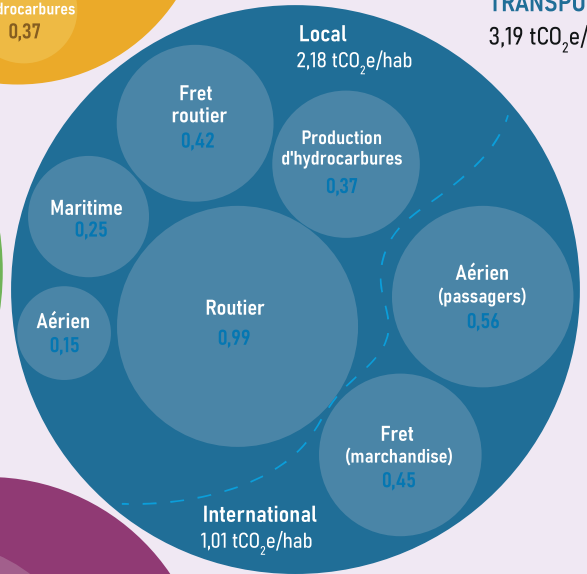 drocarbures
0,37
TRANSPO
3,19 tCO₂e/
Local
2,18 tCO₂e/hab
Fret
routier
0,42
Production
d'hydrocarbures
0,37
Maritime
0,25
Aérien
0,15
Routier
0,99
Aérien
(passagers)
0,56
Fret
(marchandise)
0,45
International
1,01 tCO₂e/hab